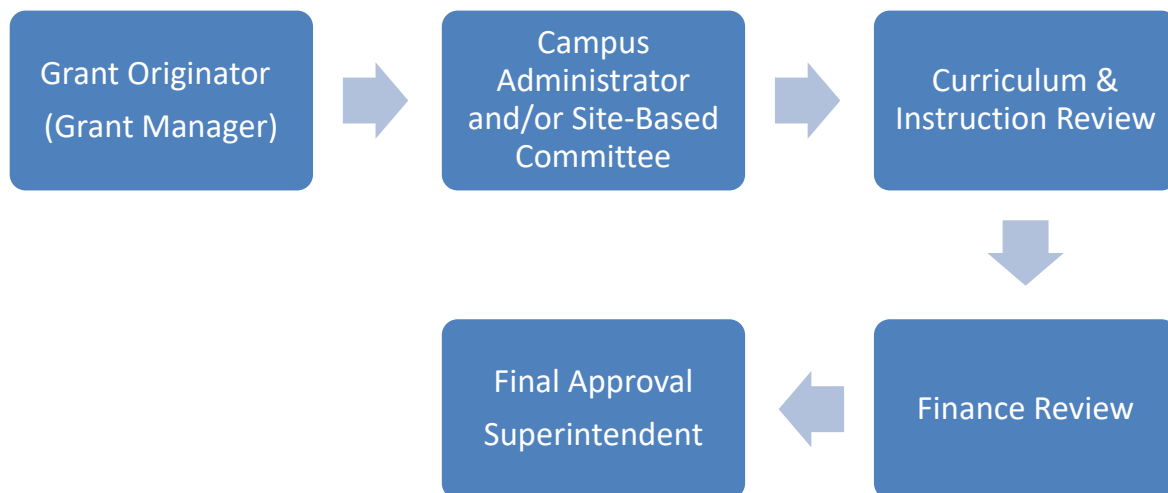 Grant Originator
(Grant Manager)
Campus
Administrator
and/or Site-Based
Committee
Curriculum &
Instruction Review
Finance Review
Final Approval
Superintendent